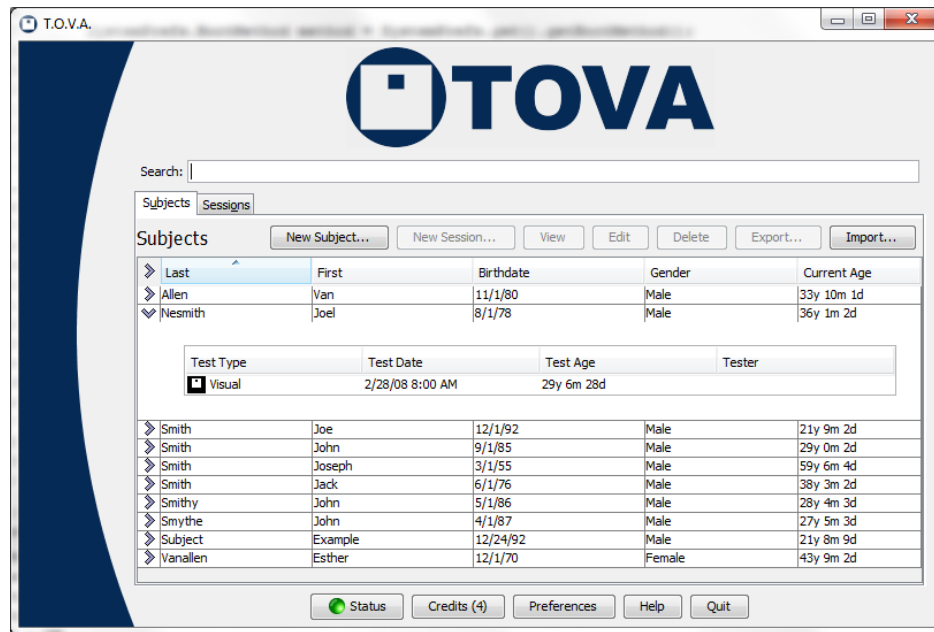 T.O.V.A.
TOVA
Search:
Subjects Sessions
Subjects New Subject... New Session... View Edit Delete Export... Import...
Last First Birthdate Gender Current Age
Allen Van 11/1/80 Male 33y 10m 1d
Nesmith Joel 8/1/78 Male 36y 1m 2d
Test Type Test Date Test Age Tester
Visual 2/28/08 8:00 AM 29y 6m 28d
Smith Joe 12/1/92 Male 21y 9m 2d
Smith John 9/1/85 Male 29y 0m 2d
Smith Joseph 3/1/55 Male 59y 6m 4d
Smith Jack 6/1/76 Male 38y 3m 2d
Smithy John 5/1/86 Male 28y 4m 3d
Smythe John 4/1/87 Male 27y 5m 3d
Subject Example 12/24/92 Male 21y 8m 9d
Vanallen Esther 12/1/70 Female 43y 9m 2d
Status Credits (4) Preferences Help Quit